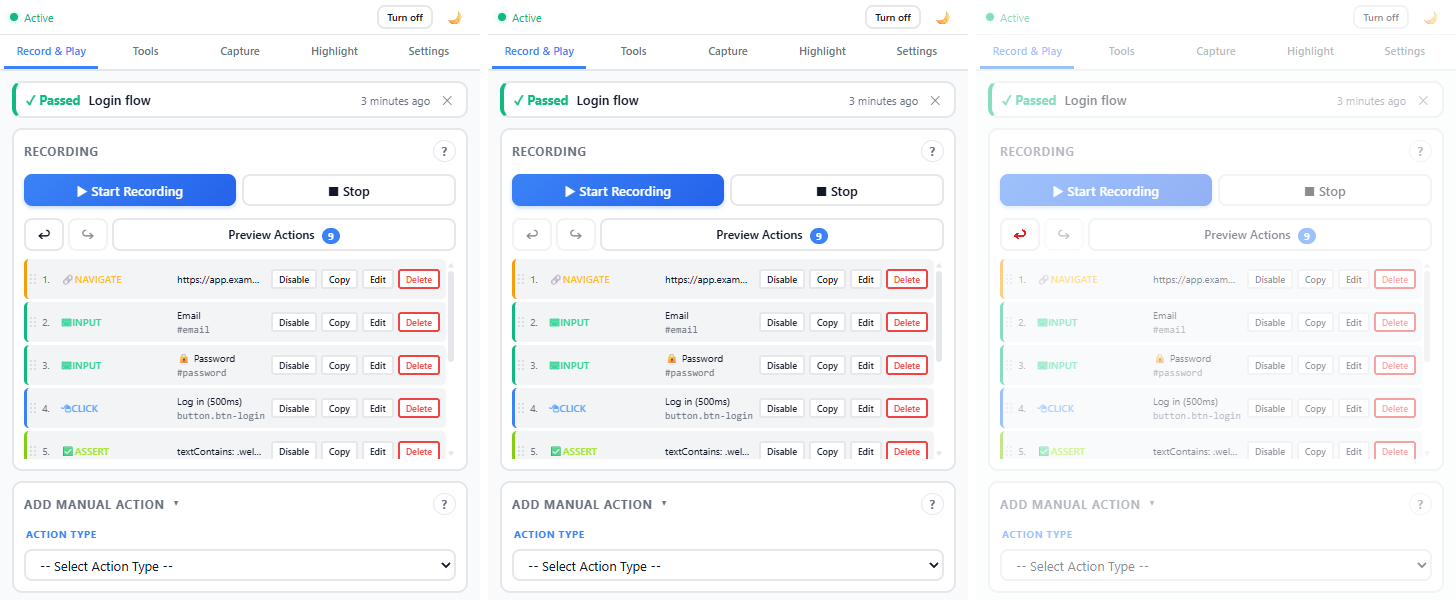 Active Turn off
Record & Play Tools Capture Highlight Settings
✓ Passed Login flow 3 minutes ago ✕
RECORDING ?
▶ Start Recording ■ Stop
↩ ↪ Preview Actions 9
1. NAVIGATE https://app.exam... Disable Copy Edit Delete
2. INPUT Email Disable Copy Edit Delete
#email
3. INPUT Password Disable Copy Edit Delete
#password
4. CLICK Log in (500ms) Disable Copy Edit Delete
button.btn-login
5. ASSERT textContains: .wel... Disable Copy Edit Delete
ADD MANUAL ACTION ▼ ?
ACTION TYPE
-- Select Action Type --
Active Turn off
Record & Play Tools Capture Highlight Settings
✓ Passed Login flow 3 minutes ago ✕
RECORDING ?
▶ Start Recording ■ Stop
↩ ↪ Preview Actions 9
1. NAVIGATE https://app.exam... Disable Copy Edit Delete
2. INPUT Email Disable Copy Edit Delete
#email
3. INPUT Password Disable Copy Edit Delete
#password
4. CLICK Log in (500ms) Disable Copy Edit Delete
button.btn-login
5. ASSERT textContains: .wel... Disable Copy Edit Delete
ADD MANUAL ACTION ▼ ?
ACTION TYPE
-- Select Action Type --
Active Turn off
Record & Play Tools Capture Highlight Settings
✓ Passed Login flow 3 minutes ago ✕
RECORDING ?
▶ Start Recording ■ Stop
↩ ↪ Preview Actions 9
1. NAVIGATE https://app.exam... Disable Copy Edit Delete
2. INPUT Email Disable Copy Edit Delete
#email
3. INPUT Password Disable Copy Edit Delete
#password
4. CLICK Log in (500ms) Disable Copy Edit Delete
button.btn-login
5. ASSERT textContains: .wel... Disable Copy Edit Delete
ADD MANUAL ACTION ▼ ?
ACTION TYPE
-- Select Action Type --